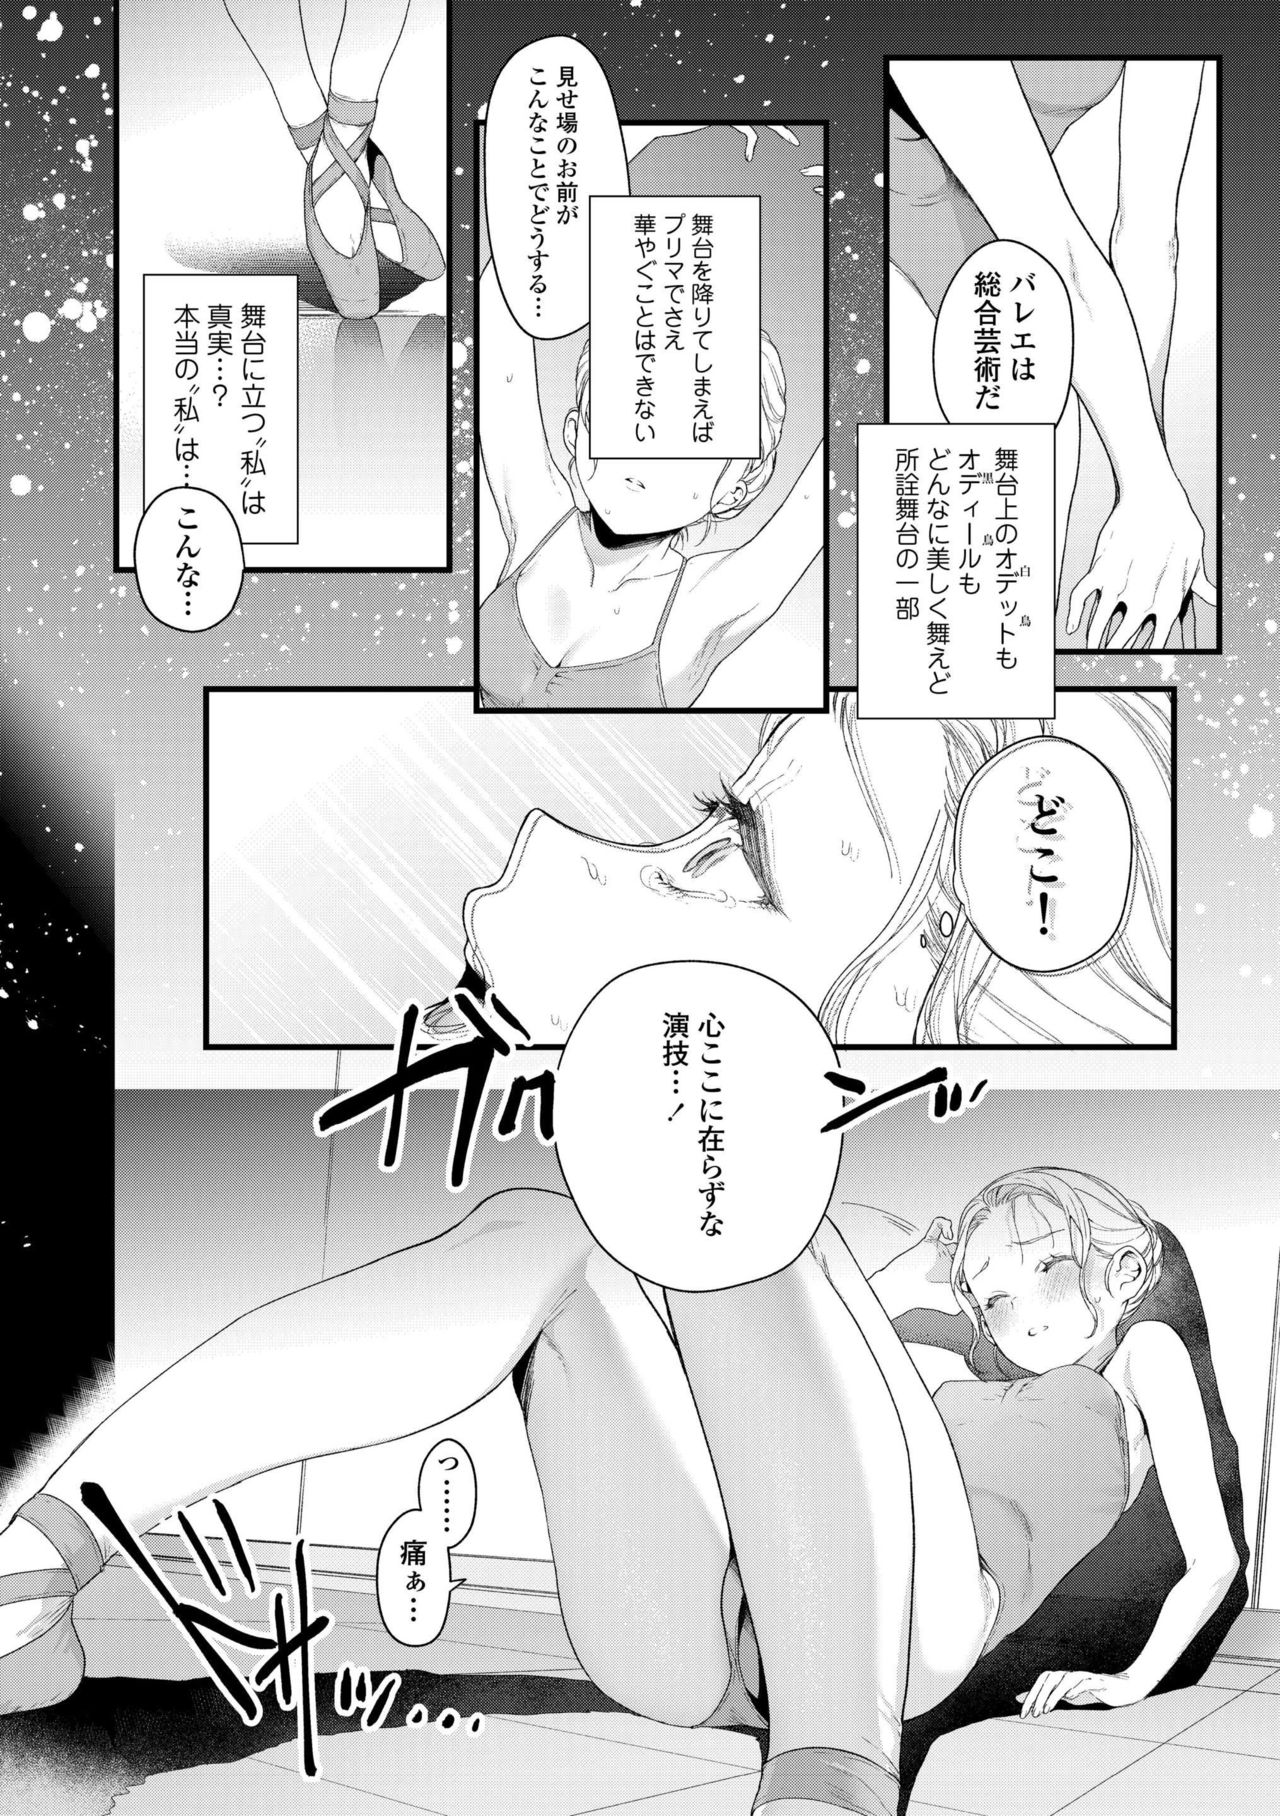 バレエは
総合芸術だ
舞台上のオデットも
白鳥
オディールも
黒鳥
どんなに美しく舞えど
所詮舞台の一部
見せ場のお前が
こんなことでどうする…
舞台を降りてしまえば
プリマでさえ
華やぐことはできない
舞台に立つ〝私〟は
真実…？
本当の〝私〟は…
こんな…
どこ！
心ここに在らずな
演技…！
ガクンッ
っ……
痛ぁ…
ドサッ…